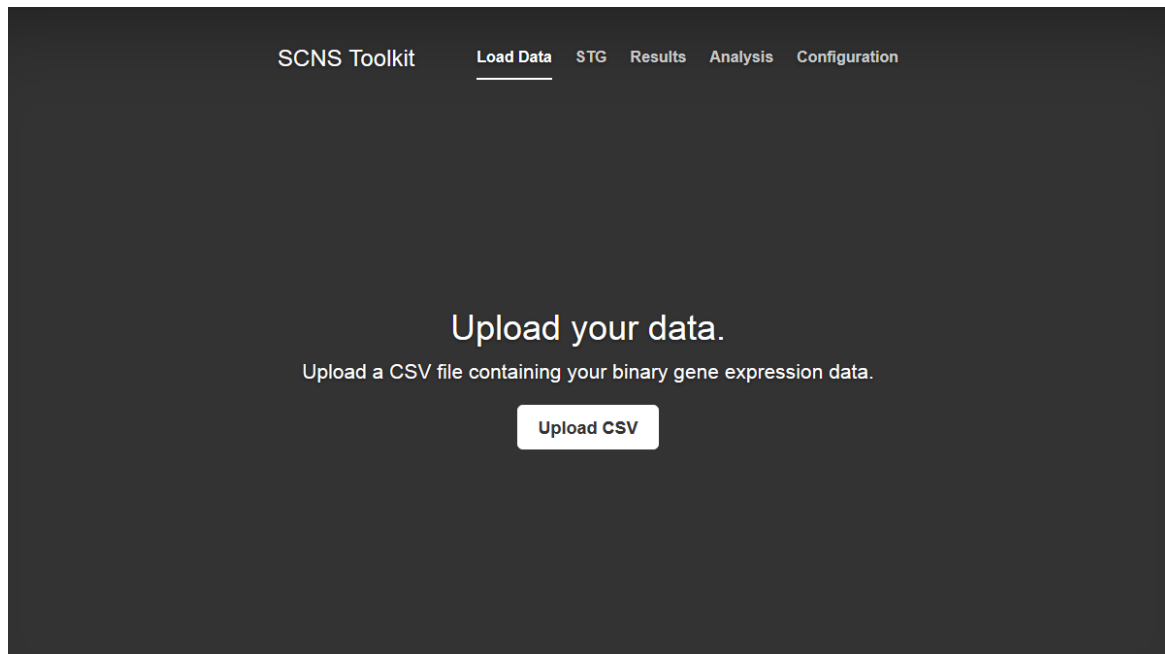 SCNS Toolkit Load Data STG Results Analysis Configuration
Upload your data.
Upload a CSV file containing your binary gene expression data.
Upload CSV